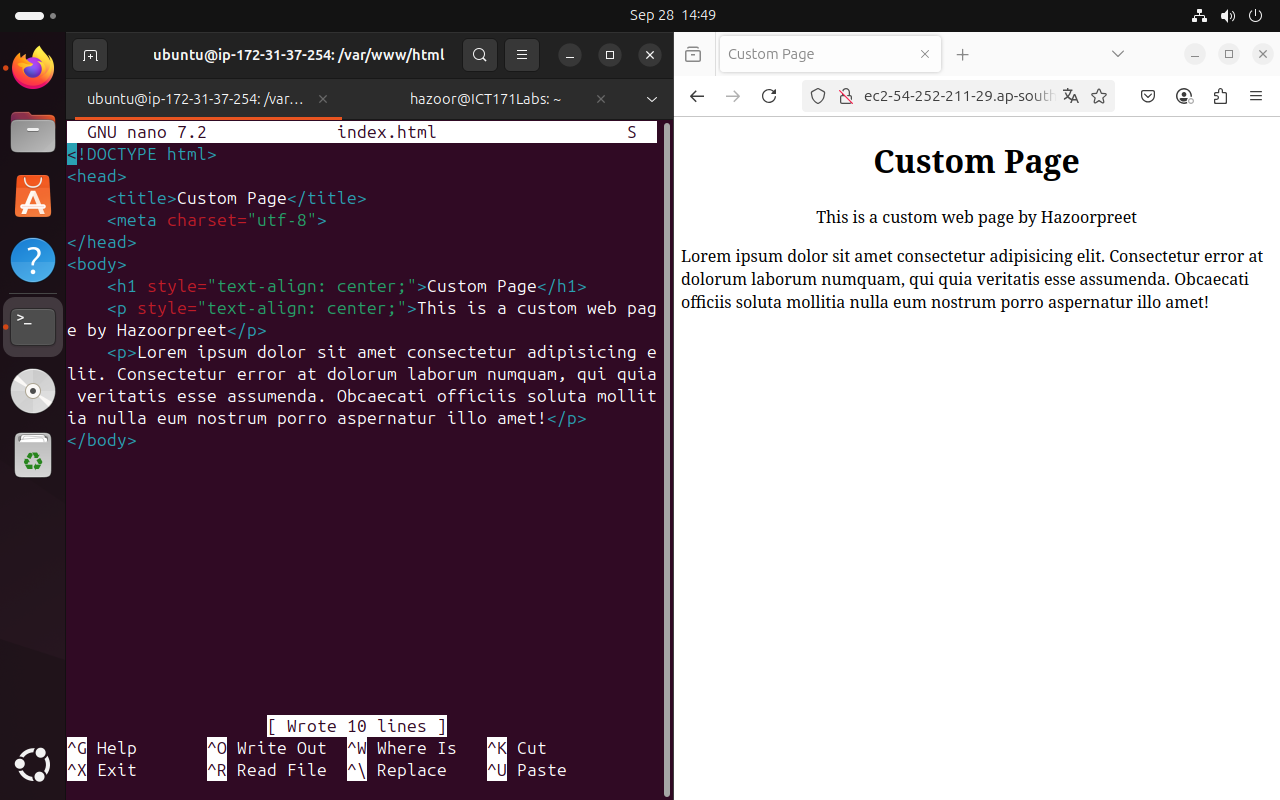 Sep 28 14:49
ubuntu@ip-172-31-37-254: /var/www/html
ubuntu@ip-172-31-37-254: /var…
hazoor@ICT171Labs: ~
GNU nano 7.2 index.html S
<!DOCTYPE html>
<head>
<title>Custom Page</title>
<meta charset="utf-8">
</head>
<body>
<h1 style="text-align: center;">Custom Page</h1>
<p style="text-align: center;">This is a custom web pag
e by Hazoorpreet</p>
<p>Lorem ipsum dolor sit amet consectetur adipisicing e
lit. Consectetur error at dolorum laborum numquam, qui quia
veritatis esse assumenda. Obcaecati officiis soluta mollit
ia nulla eum nostrum porro aspernatur illo amet!</p>
</body>
[ Wrote 10 lines ]
^G Help ^O Write Out ^W Where Is ^K Cut
^X Exit ^R Read File ^\ Replace ^U Paste
Custom Page
ec2-54-252-211-29.ap-south
Custom Page
This is a custom web page by Hazoorpreet
Lorem ipsum dolor sit amet consectetur adipisicing elit. Consectetur error at
dolorum laborum numquam, qui quia veritatis esse assumenda. Obcaecati
officiis soluta mollitia nulla eum nostrum porro aspernatur illo amet!